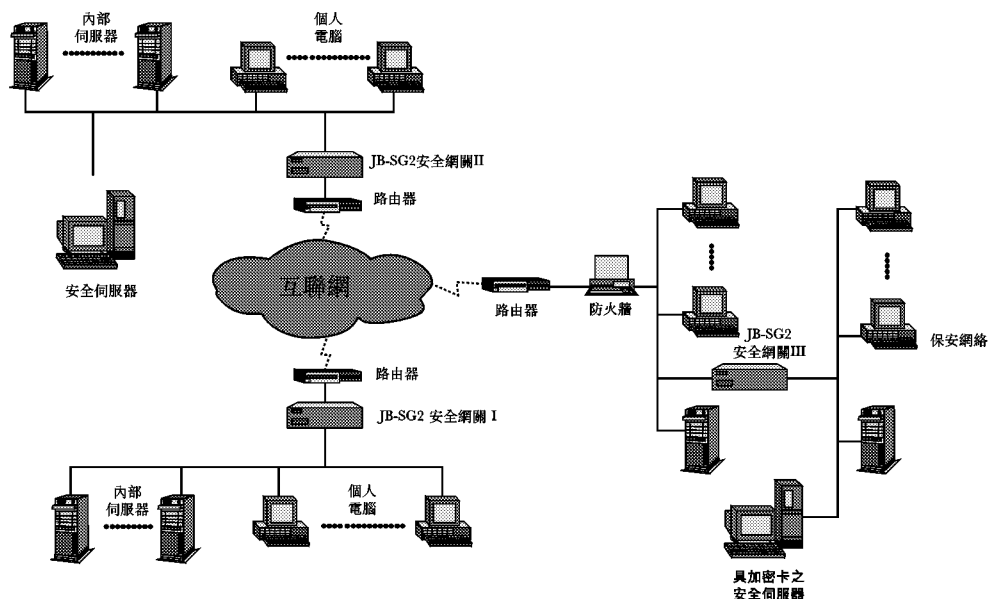 內部
伺服器
個人
電腦
JB-SG2安全網關II
路由器
安全伺服器
互聯網
路由器
防火牆
JB-SG2
安全網關III
保安網絡
路由器
JB-SG2 安全網關 I
內部
伺服器
個人
電腦
具加密卡之
安全伺服器